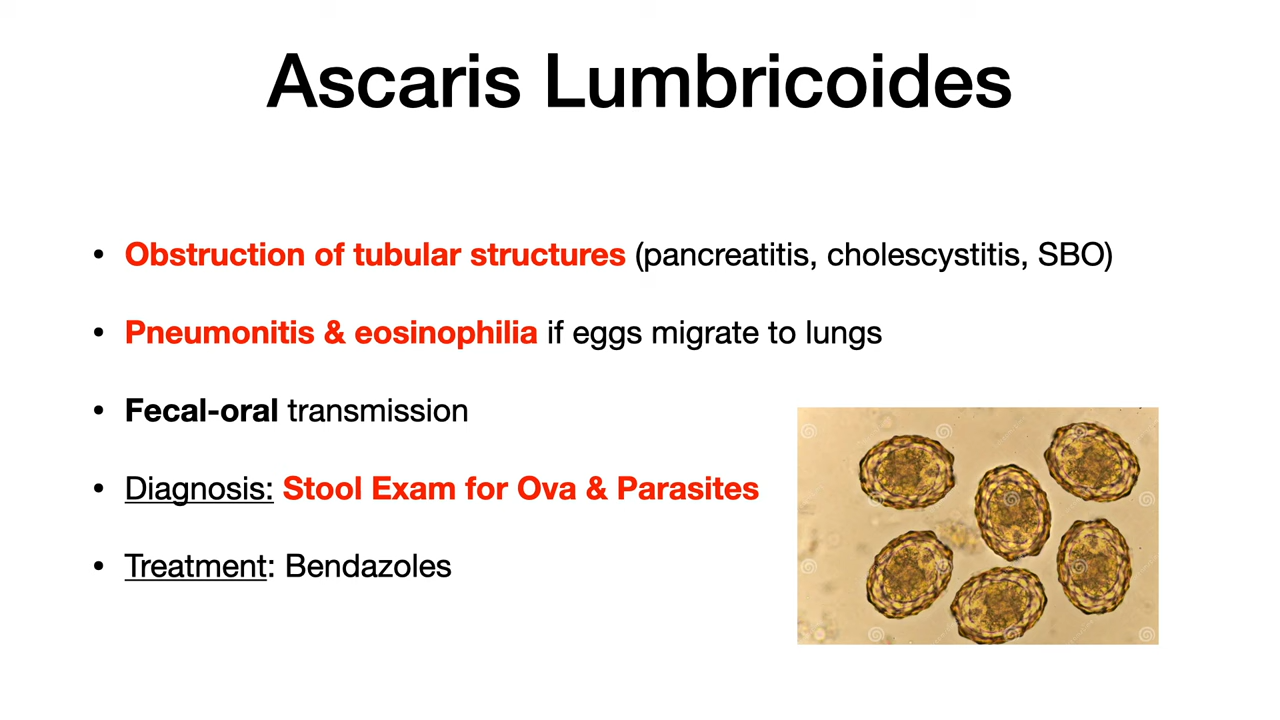 Ascaris Lumbricoides
• Obstruction of tubular structures (pancreatitis, cholescystitis, SBO)
• Pneumonitis & eosinophilia if eggs migrate to lungs
• Fecal-oral transmission
• Diagnosis: Stool Exam for Ova & Parasites
• Treatment: Bendazoles